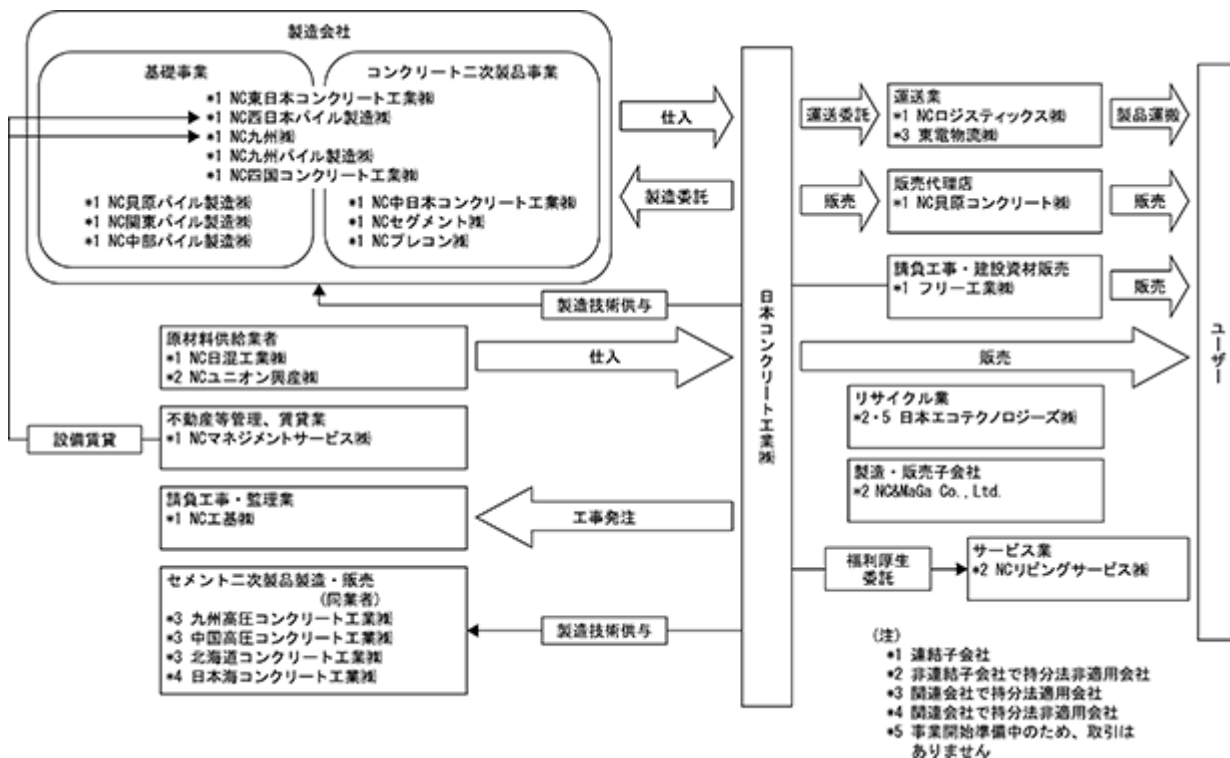 製造会社
基礎事業
コンクリート二次製品事業
*1 NC東日本コンクリート工業㈱
*1 NC西日本パイル製造㈱
*1 NC九州㈱
*1 NC九州パイル製造㈱
*1 NC四国コンクリート工業㈱
*1 NC貝原パイル製造㈱
*1 NC関東パイル製造㈱
*1 NC中部パイル製造㈱
*1 NC中日本コンクリート工業㈱
*1 NCセグメント㈱
*1 NCプレコン㈱
仕入
製造委託
製造技術供与
原材料供給業者
*1 NC日混工業㈱
*2 NCユニオン興産㈱
仕入
不動産等管理、賃貸業
*1 NCマネジメントサービス㈱
設備賃貸
請負工事・監理業
*1 NC工基㈱
工事発注
セメント二次製品製造・販売
(同業者)
*3 九州高圧コンクリート工業㈱
*3 中国高圧コンクリート工業㈱
*3 北海道コンクリート工業㈱
*4 日本海コンクリート工業㈱
製造技術供与
日本コンクリート工業㈱
運送委託
運送業
*1 NCロジスティックス㈱
*3 東電物流㈱
製品運搬
販売
販売代理店
*1 NC貝原コンクリート㈱
販売
請負工事・建設資材販売
*1 フリー工業㈱
販売
販売
リサイクル業
*2・5 日本エコテクノロジーズ㈱
製造・販売子会社
*2 NC&MaGa Co.,Ltd.
福利厚生
委託
サービス業
*2 NCリビングサービス㈱
ユーザー
(注)
*1 連結子会社
*2 非連結子会社で持分法非適用会社
*3 関連会社で持分法適用会社
*4 関連会社で持分法非適用会社
*5 事業開始準備中のため、取引は
ありません